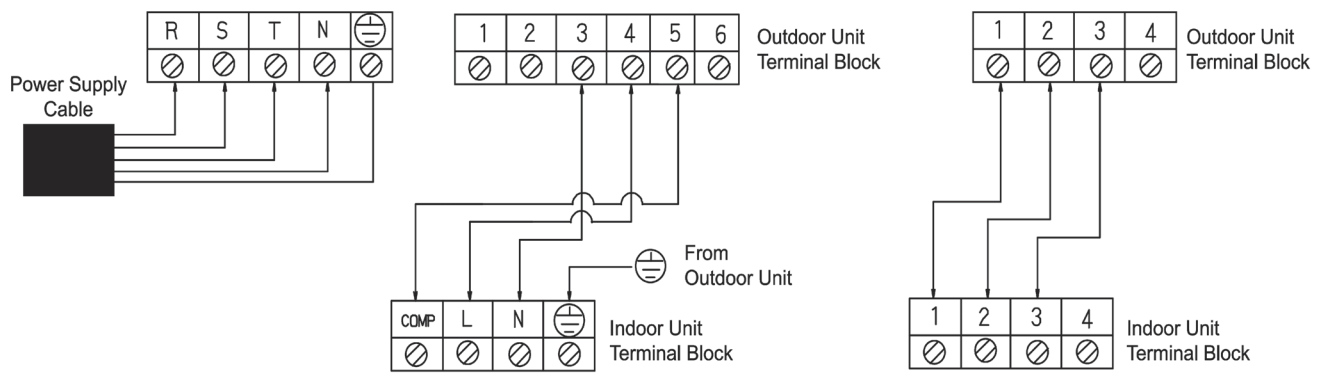 R S T N
Power Supply
Cable
1 2 3 4 5 6
Outdoor Unit
Terminal Block
From
Outdoor Unit
COMP L N
Indoor Unit
Terminal Block
1 2 3 4
Outdoor Unit
Terminal Block
1 2 3 4
Indoor Unit
Terminal Block